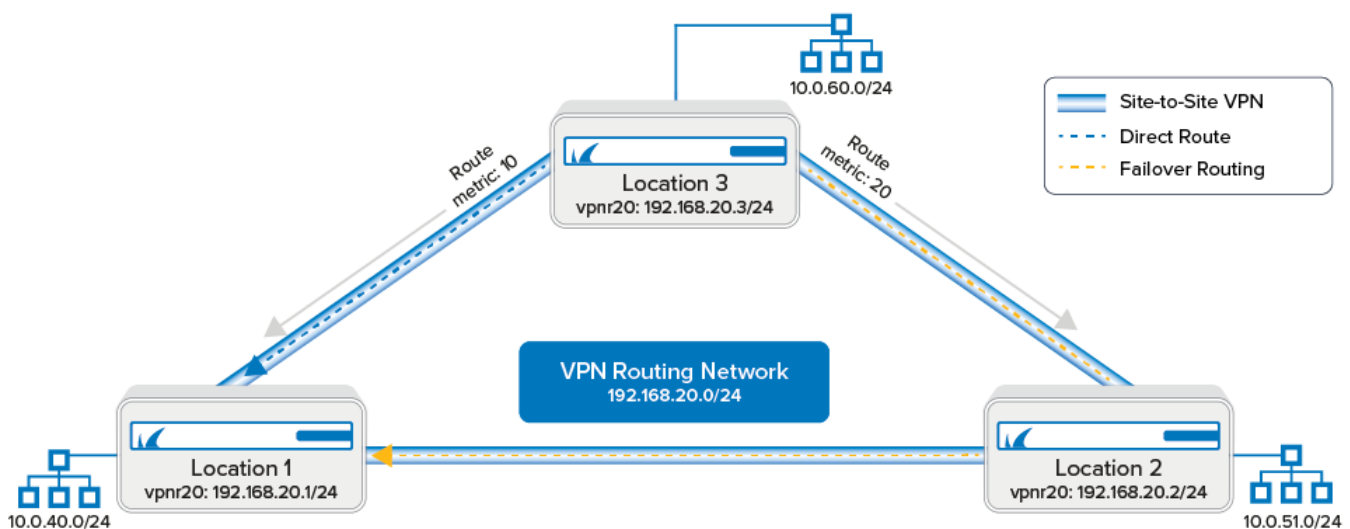 10.0.60.0/24
Site-to-Site VPN
Direct Route
Failover Routing
Route
metric: 10
Route
metric: 20
Location 3
vpnr20: 192.168.20.3/24
VPN Routing Network
192.168.20.0/24
Location 1
vpnr20: 192.168.20.1/24
10.0.40.0/24
Location 2
vpnr20: 192.168.20.2/24
10.0.51.0/24